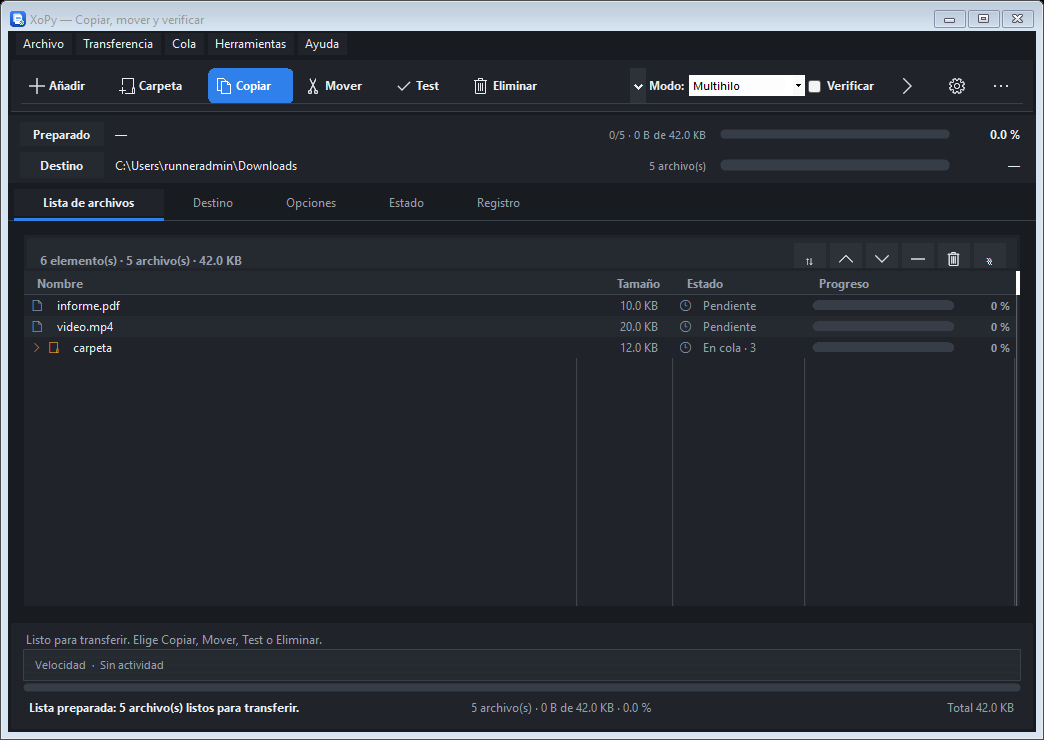 XoPy — Copiar, mover y verificar
Archivo Transferencia Cola Herramientas Ayuda
Añadir Carpeta Copiar Mover Test Eliminar Modo: Multihilo Verificar
Preparado — 0/5 · 0 B de 42.0 KB 0.0 %
Destino C:\Users\runneradmin\Downloads 5 archivo(s) —
Lista de archivos Destino Opciones Estado Registro
6 elemento(s) · 5 archivo(s) · 42.0 KB
Nombre Tamaño Estado Progreso
informe.pdf 10.0 KB Pendiente 0 %
video.mp4 20.0 KB Pendiente 0 %
carpeta 12.0 KB En cola · 3 0 %
Listo para transferir. Elige Copiar, Mover, Test o Eliminar.
Velocidad · Sin actividad
Lista preparada: 5 archivo(s) listos para transferir. 5 archivo(s) · 0 B de 42.0 KB · 0.0 % Total 42.0 KB